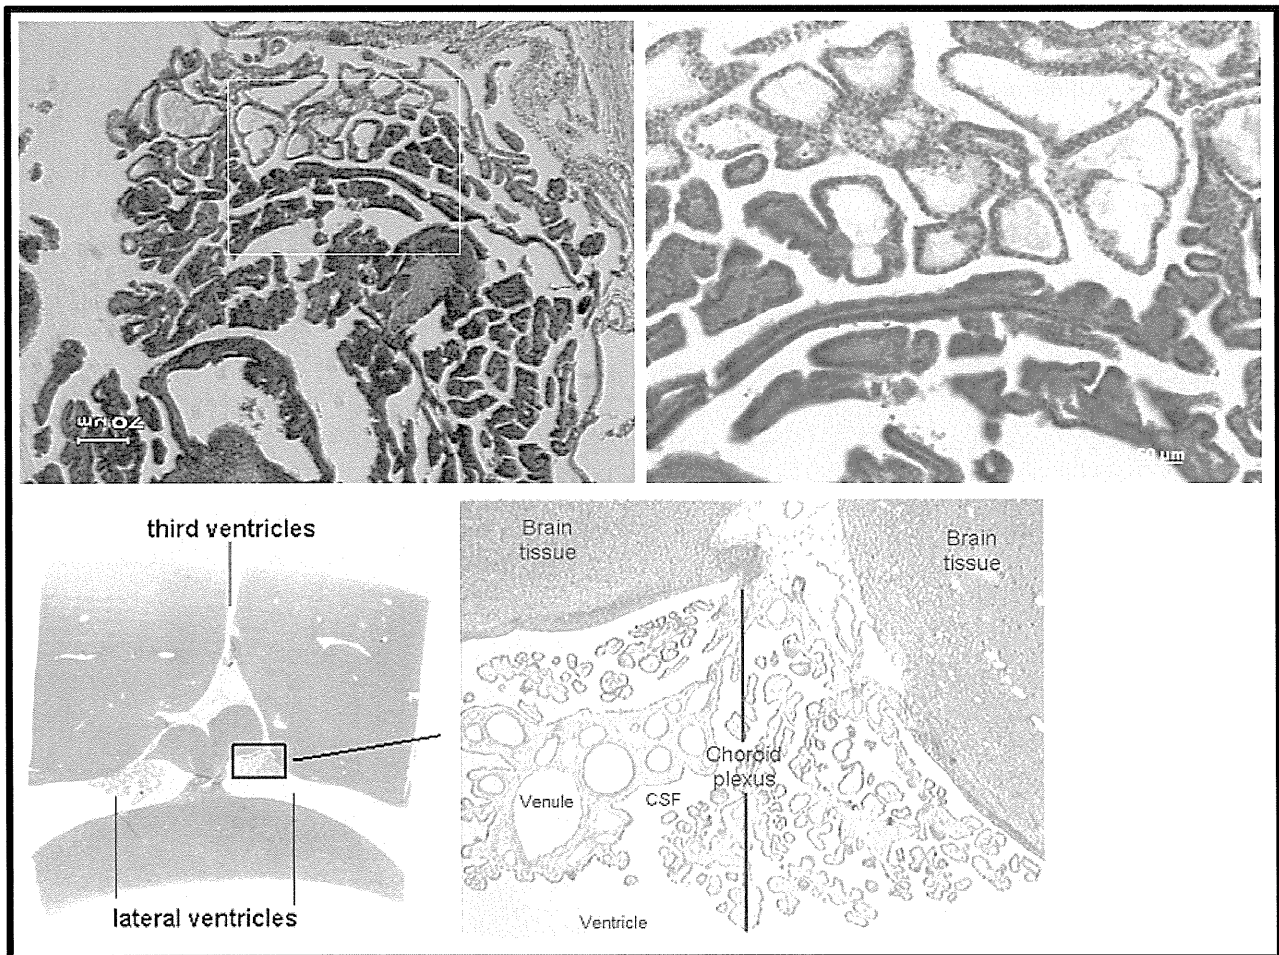 third ventricles
lateral ventricles
Brain
tissue
Brain
tissue
Choroid
plexus
Venule
CSF
Ventricle